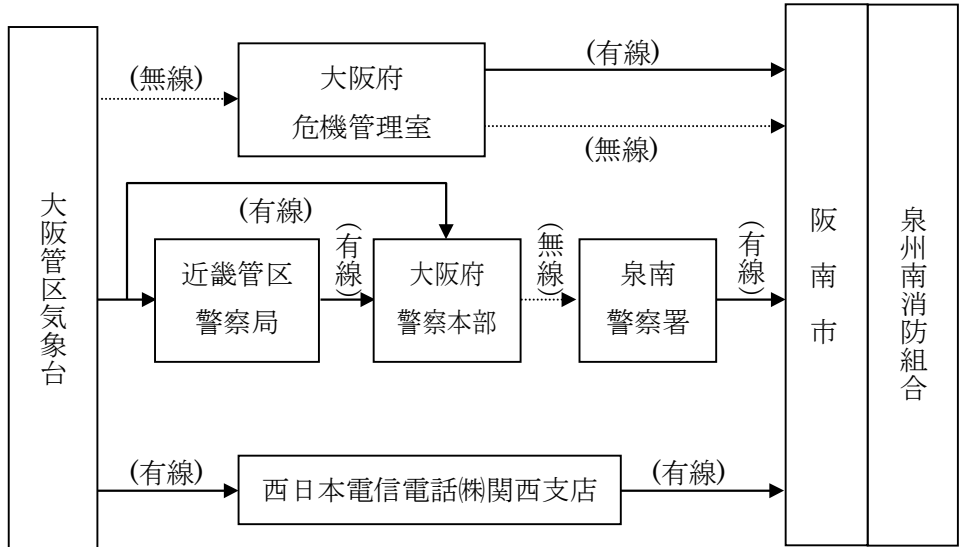 大阪管区気象台
(無線)
大阪府
危機管理室
(有線)
(無線)
(有線)
近畿管区
警察局
(有線)
大阪府
警察本部
(無線)
泉南
警察署
(有線)
(有線)
西日本電信電話㈱関西支店
(有線)
阪南市
泉州南消防組合